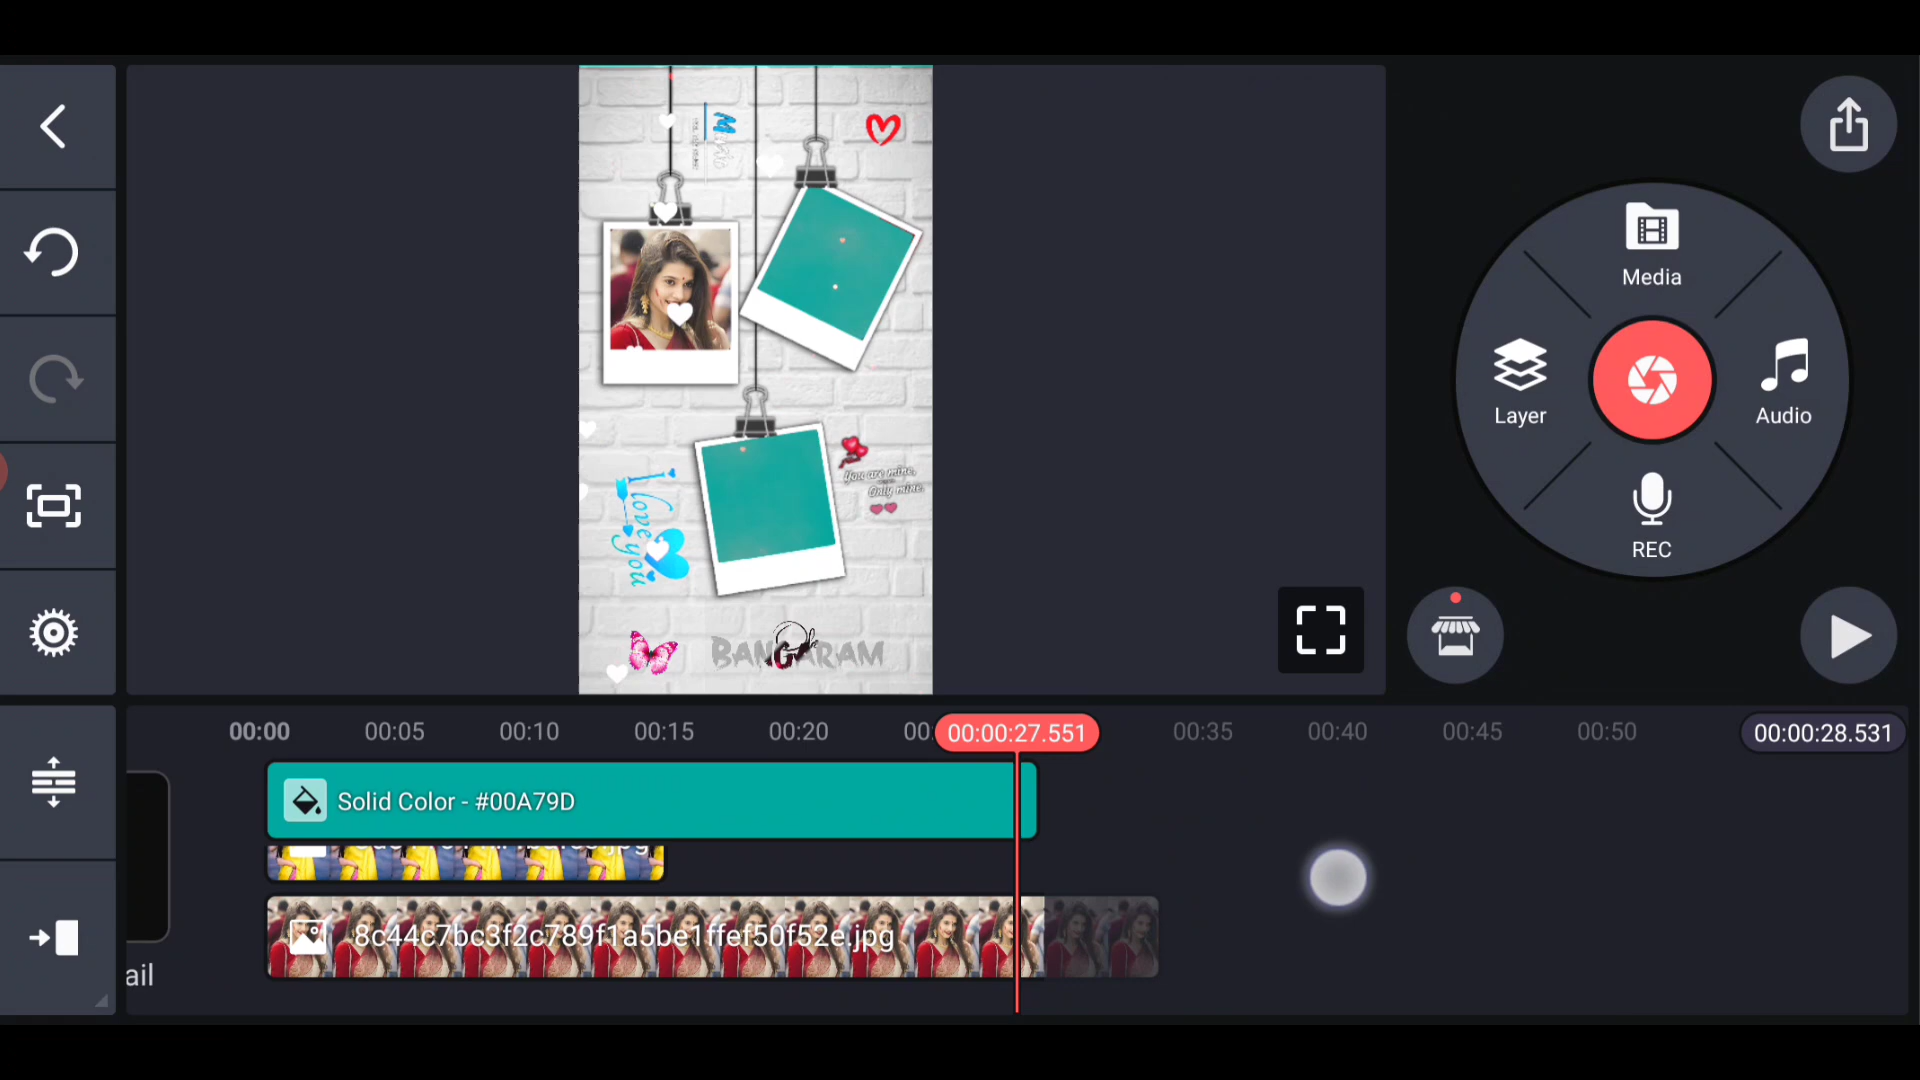 Media
Layer
Audio
REC
Music
I love you
You are mine,
Only mine,
Oh
BANGARAM
00:00
00:05
00:10
00:15
00:20
00:00:27.551
00:35
00:40
00:45
00:50
00:00:28.531
Solid Color - #00A79D
8c44c7bc3f2c789f1a5be1ffef50f52e.jpg
ail